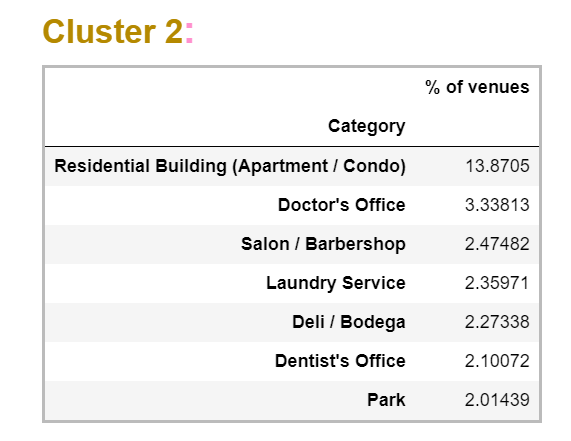 Cluster 2:
% of venues
Category
Residential Building (Apartment / Condo) 13.8705
Doctor's Office 3.33813
Salon / Barbershop 2.47482
Laundry Service 2.35971
Deli / Bodega 2.27338
Dentist's Office 2.10072
Park 2.01439